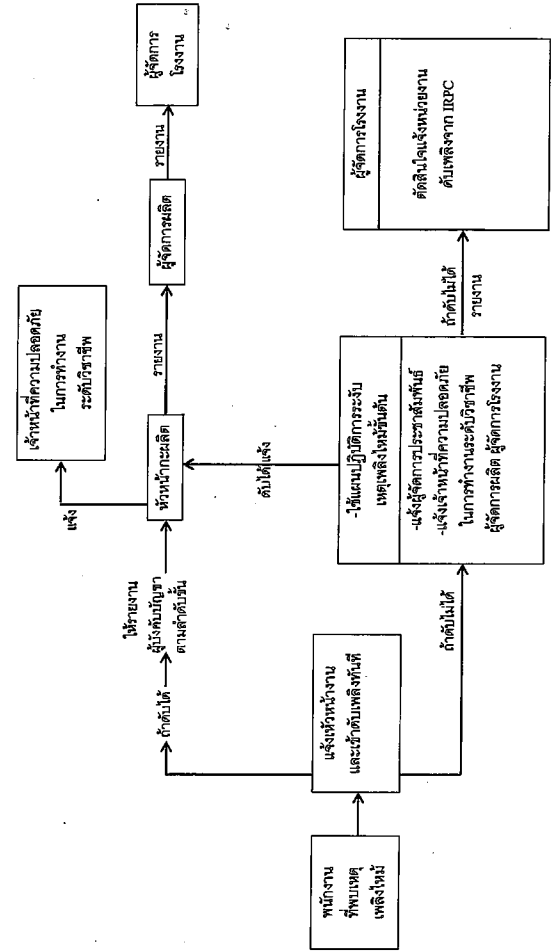 พนักงาน
ที่พบเหตุ
เพลิงไหม้
แจ้งหัวหน้างาน
และเข้าดับเพลิงทันที
ถ้าดับได้
ให้รายงาน
ผู้บังคับบัญชา
ตามลำดับชั้น
หัวหน้ากะผลิต
แจ้ง
เจ้าหน้าที่ความปลอดภัย
ในการทำงาน
ระดับวิชาชีพ
รายงาน
ผู้จัดการผลิต
รายงาน
ผู้จัดการ
โรงงาน
ถ้าดับไม่ได้
-ใช้แผนปฏิบัติการระงับ
เหตุเพลิงไหม้ขั้นต้น
-แจ้งผู้จัดการประชาสัมพันธ์
-แจ้งเจ้าหน้าที่ความปลอดภัย
ในการทำงานระดับวิชาชีพ
ผู้จัดการผลิต ผู้จัดการโรงงาน
ดับได้ แจ้ง
ถ้าดับไม่ได้
รายงาน
ผู้จัดการโรงงาน
ตัดสินใจแจ้งหน่วยงาน
ดับเพลิงจาก IRPC